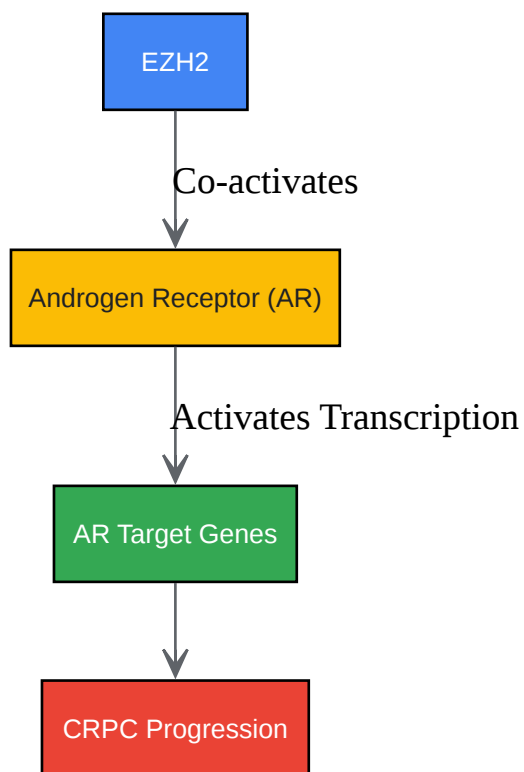 EZH2
Co-activates
Androgen Receptor (AR)
Activates Transcription
AR Target Genes
CRPC Progression